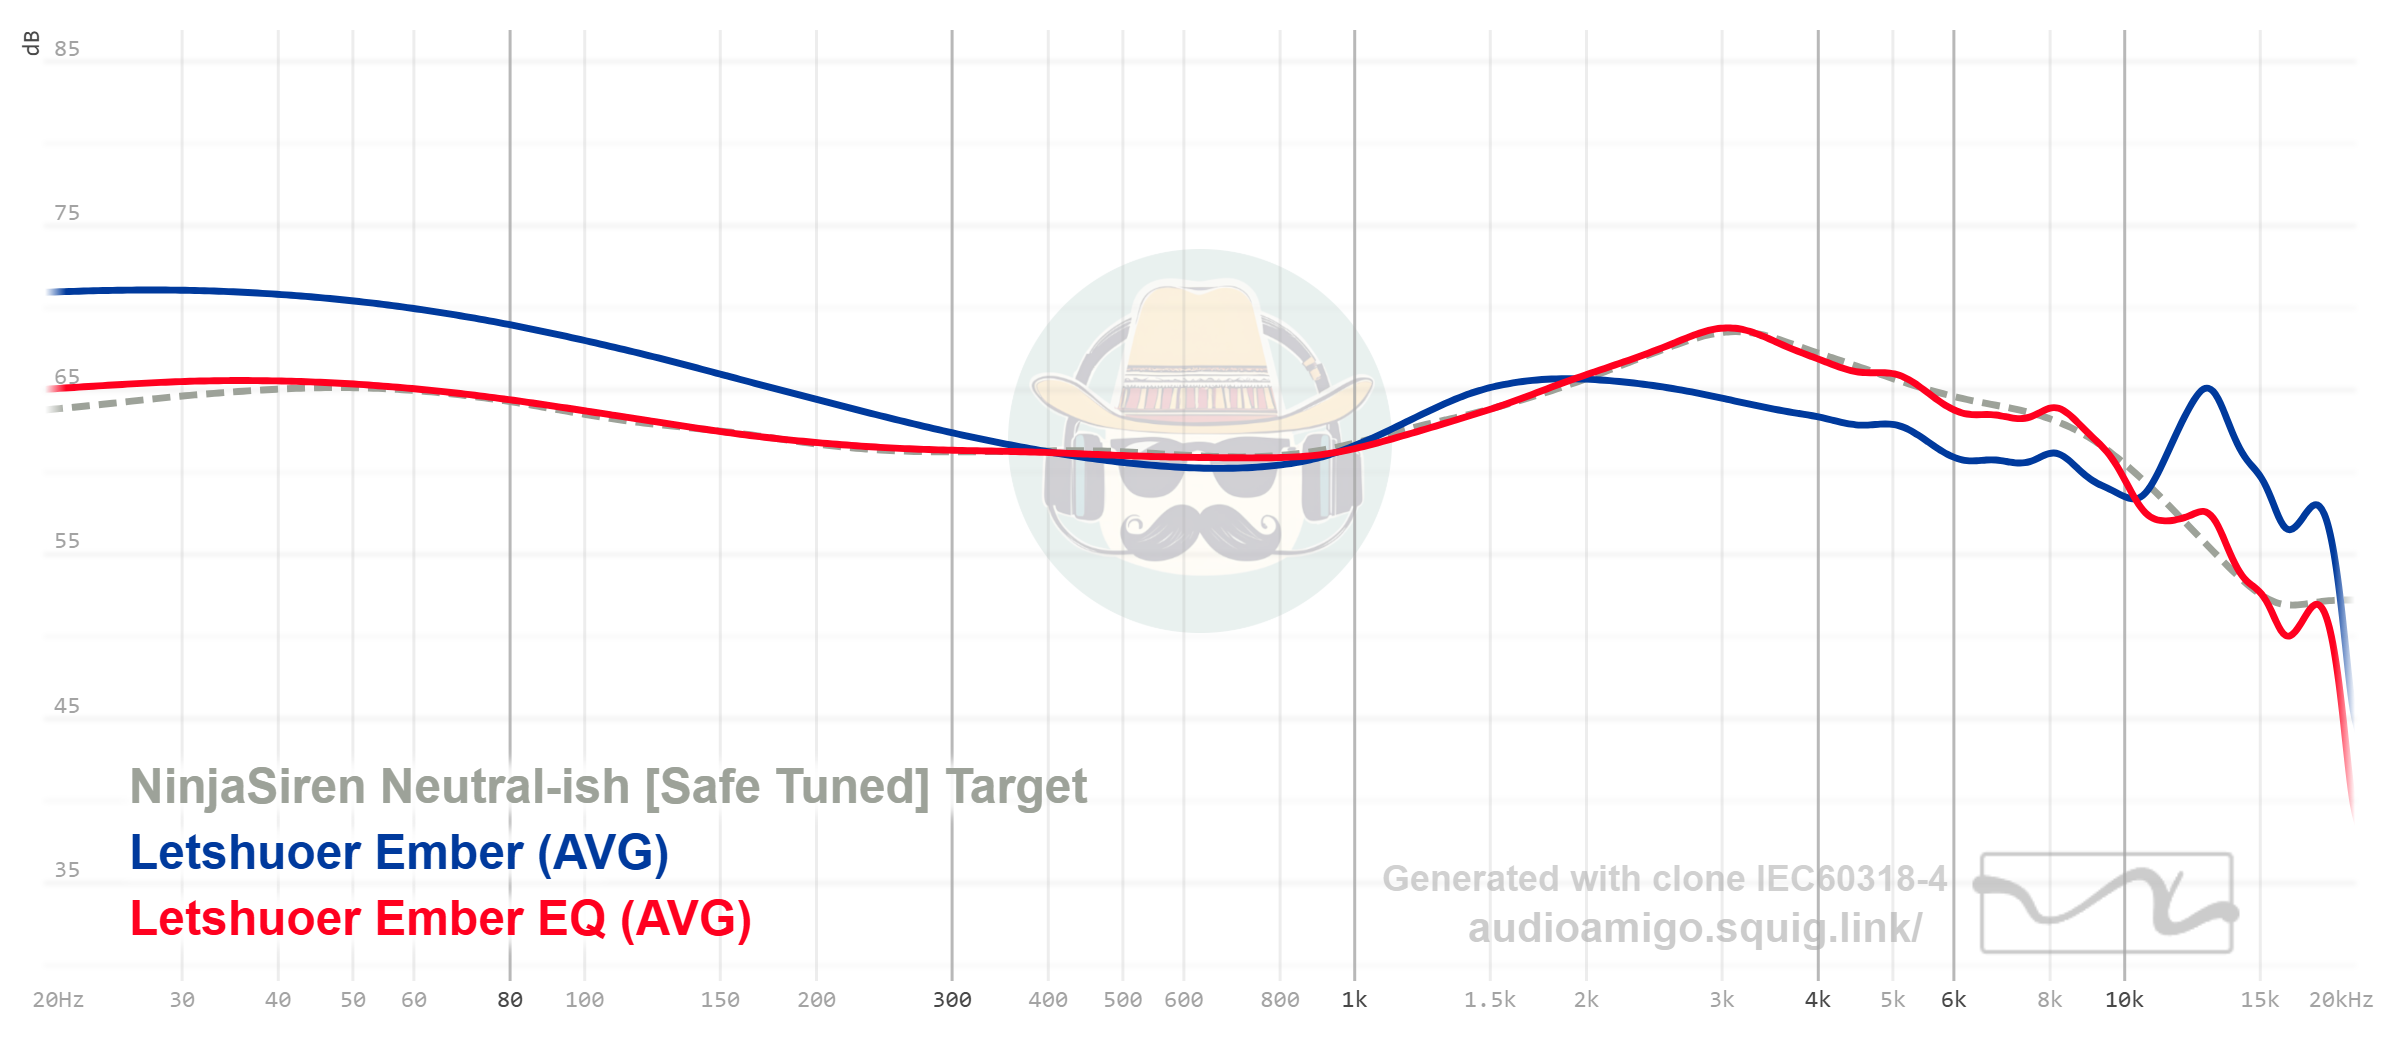 dB
85
75
65
55
45
35
NinjaSiren Neutral-ish [Safe Tuned] Target
Letshuoer Ember (AVG)
Letshuoer Ember EQ (AVG)
Generated with clone IEC60318-4
audioamigo.squig.link/
20Hz 30 40 50 60 80 100 150 200 300 400 500 600 800 1k 1.5k 2k 3k 4k 5k 6k 8k 10k 15k 20kHz